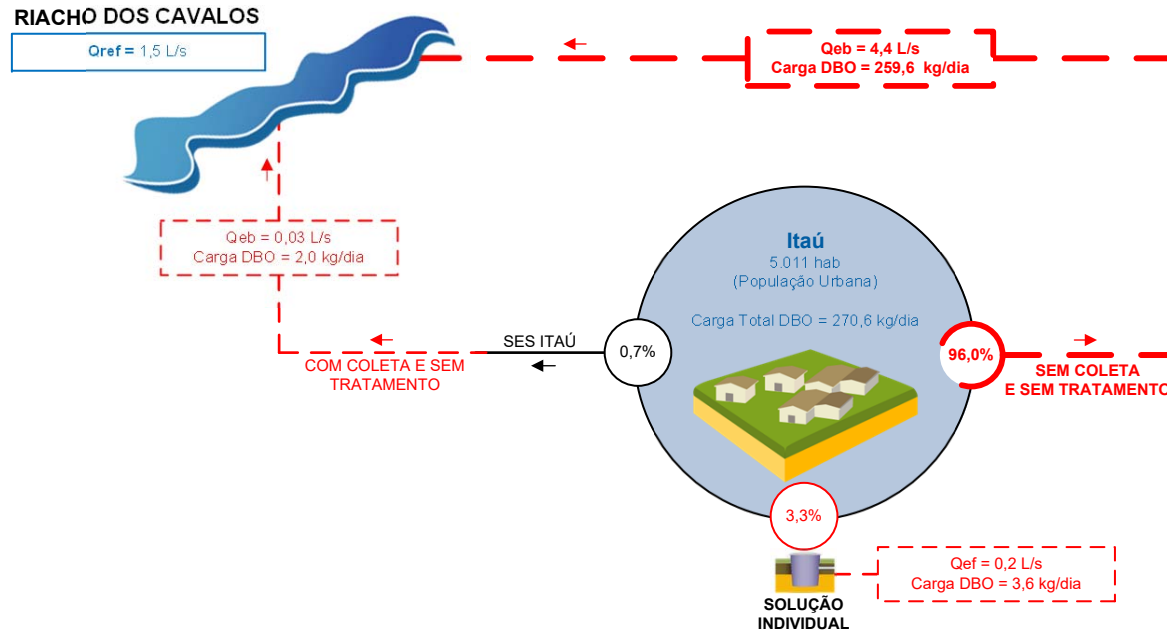 RIACHO DOS CAVALOS
Qref = 1,5 L/s
Qeb = 4,4 L/s
Carga DBO = 259,6 kg/dia
Qeb = 0,03 L/s
Carga DBO = 2,0 kg/dia
Itaú
5.011 hab
(População Urbana)
Carga Total DBO = 270,6 kg/dia
SES ITAÚ
0,7%
96,0%
COM COLETA E SEM
TRATAMENTO
SEM COLETA
E SEM TRATAMENTO
3,3%
Qef = 0,2 L/s
Carga DBO = 3,6 kg/dia
SOLUÇÃO
INDIVIDUAL